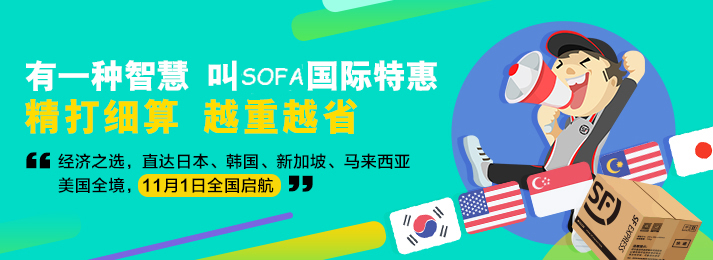 有一种智慧 叫SOFA国际特惠
精打细算 越重越省
“经济之选，直达日本、韩国、新加坡、马来西亚
美国全境，11月1日全国启航”
SF
SF EXPRESS